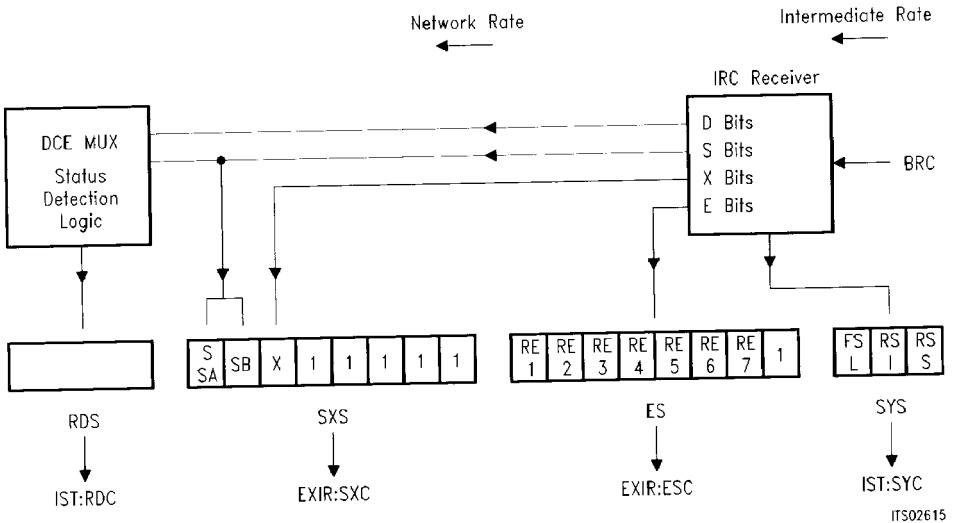 Network Rate
Intermediate Rate
IRC Receiver
DCE MUX
Status
Detection
Logic
D Bits
S Bits
X Bits
E Bits
BRC
S SA
SB
X
1
1
1
1
1
RE 1
RE 2
RE 3
RE 4
RE 5
RE 6
RE 7
1
FS L
RS I
RS S
RDS
SXS
ES
SYS
IST:RDC
EXIR:SXC
EXIR:ESC
IST:SYC
ITS02615